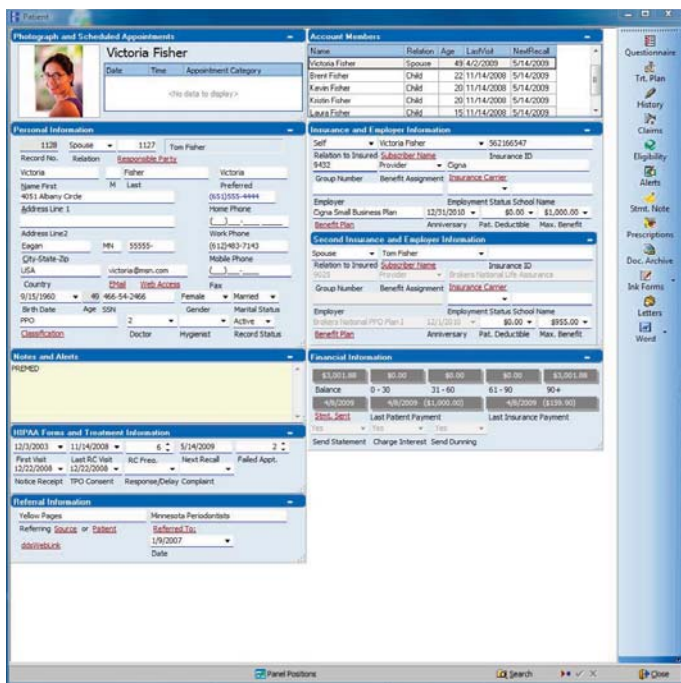 Patient
Photograph and Scheduled Appointments
Victoria Fisher
Date Time Appointment Category
<No data to display>
Account Members
Name Relation Age LastVisit NextRecall
Victoria Fisher Spouse 49 4/2/2009 5/14/2009
Brent Fisher Child 22 11/14/2008 5/14/2009
Kevin Fisher Child 20 11/14/2008 5/14/2009
Kristin Fisher Child 20 11/14/2008 5/14/2009
Laura Fisher Child 15 11/14/2008 5/14/2009
Personal Information
1128 Spouse 1127 Tom Fisher
Record No. Relation Responsible Party
Victoria Fisher Victoria
Name First M Last Preferred
4051 Albany Circle (651)555-4444
Address Line 1 Home Phone
(___)___-____
Address Line2 Work Phone
Eagan MN 55555- (612)483-7143
City-State-Zip Mobile Phone
USA victoria@msn.com (___)___-____
Country EMail Web Access Fax
9/15/1960 49 466-54-2466 Female Married
Birth Date Age SSN Gender Marital Status
PPO 2 Active
Classification Doctor Hygienist Record Status
Insurance and Employer Information
Self Victoria Fisher 562166547
Relation to Insured Subscriber Name Insurance ID
9432 Provider Cigna
Group Number Benefit Assignment Insurance Carrier
Employer Employment Status School Name
Cigna Small Business Plan 12/31/2010 $0.00 $1,000.00
Benefit Plan Anniversary Pat. Deductible Max. Benefit
Second Insurance and Employer Information
Spouse Tom Fisher
Relation to Insured Subscriber Name Insurance ID
9028 Provider Brokers National Life Assurance
Group Number Benefit Assignment Insurance Carrier
Employer Employment Status School Name
Brokers National PPO Plan I 12/1/2010 $0.00 $955.00
Benefit Plan Anniversary Pat. Deductible Max. Benefit
Notes and Alerts
PREMED
Financial Information
$3,001.88 $0.00 $0.00 $0.00 $3,001.88
Balance 0 - 30 31 - 60 61 - 90 90+
4/8/2009 4/8/2009 ($1,000.00) 4/8/2009 ($159.90)
Stmt. Sent Last Patient Payment Last Insurance Payment
Yes Yes Yes
Send Statement Charge Interest Send Dunning
HIPAA Forms and Treatment Information
12/3/2003 11/14/2008 6 5/14/2009 2
First Visit Last RC Visit RC Freq. Next Recall Failed Appt.
12/22/2008 12/22/2008
Notice Receipt TPO Consent Response/Delay Complaint
Referral Information
Yellow Pages Minnesota Periodontists
Referring Source or Patient Referred To:
ddsWebLink 1/9/2007
Date
Questionnaire
Trt. Plan
History
Claims
Eligibility
Alerts
Stmt. Note
Prescriptions
Doc. Archive
Ink Forms
Letters
Word
Panel Positions Search Close